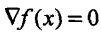 ∇f(x) = 0